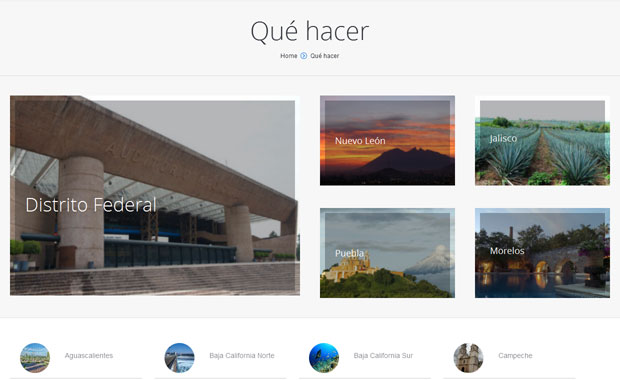 Qué hacer
Home Qué hacer
Distrito Federal
Nuevo León
Jalisco
Puebla
Morelos
Aguascalientes
Baja California Norte
Baja California Sur
Campeche